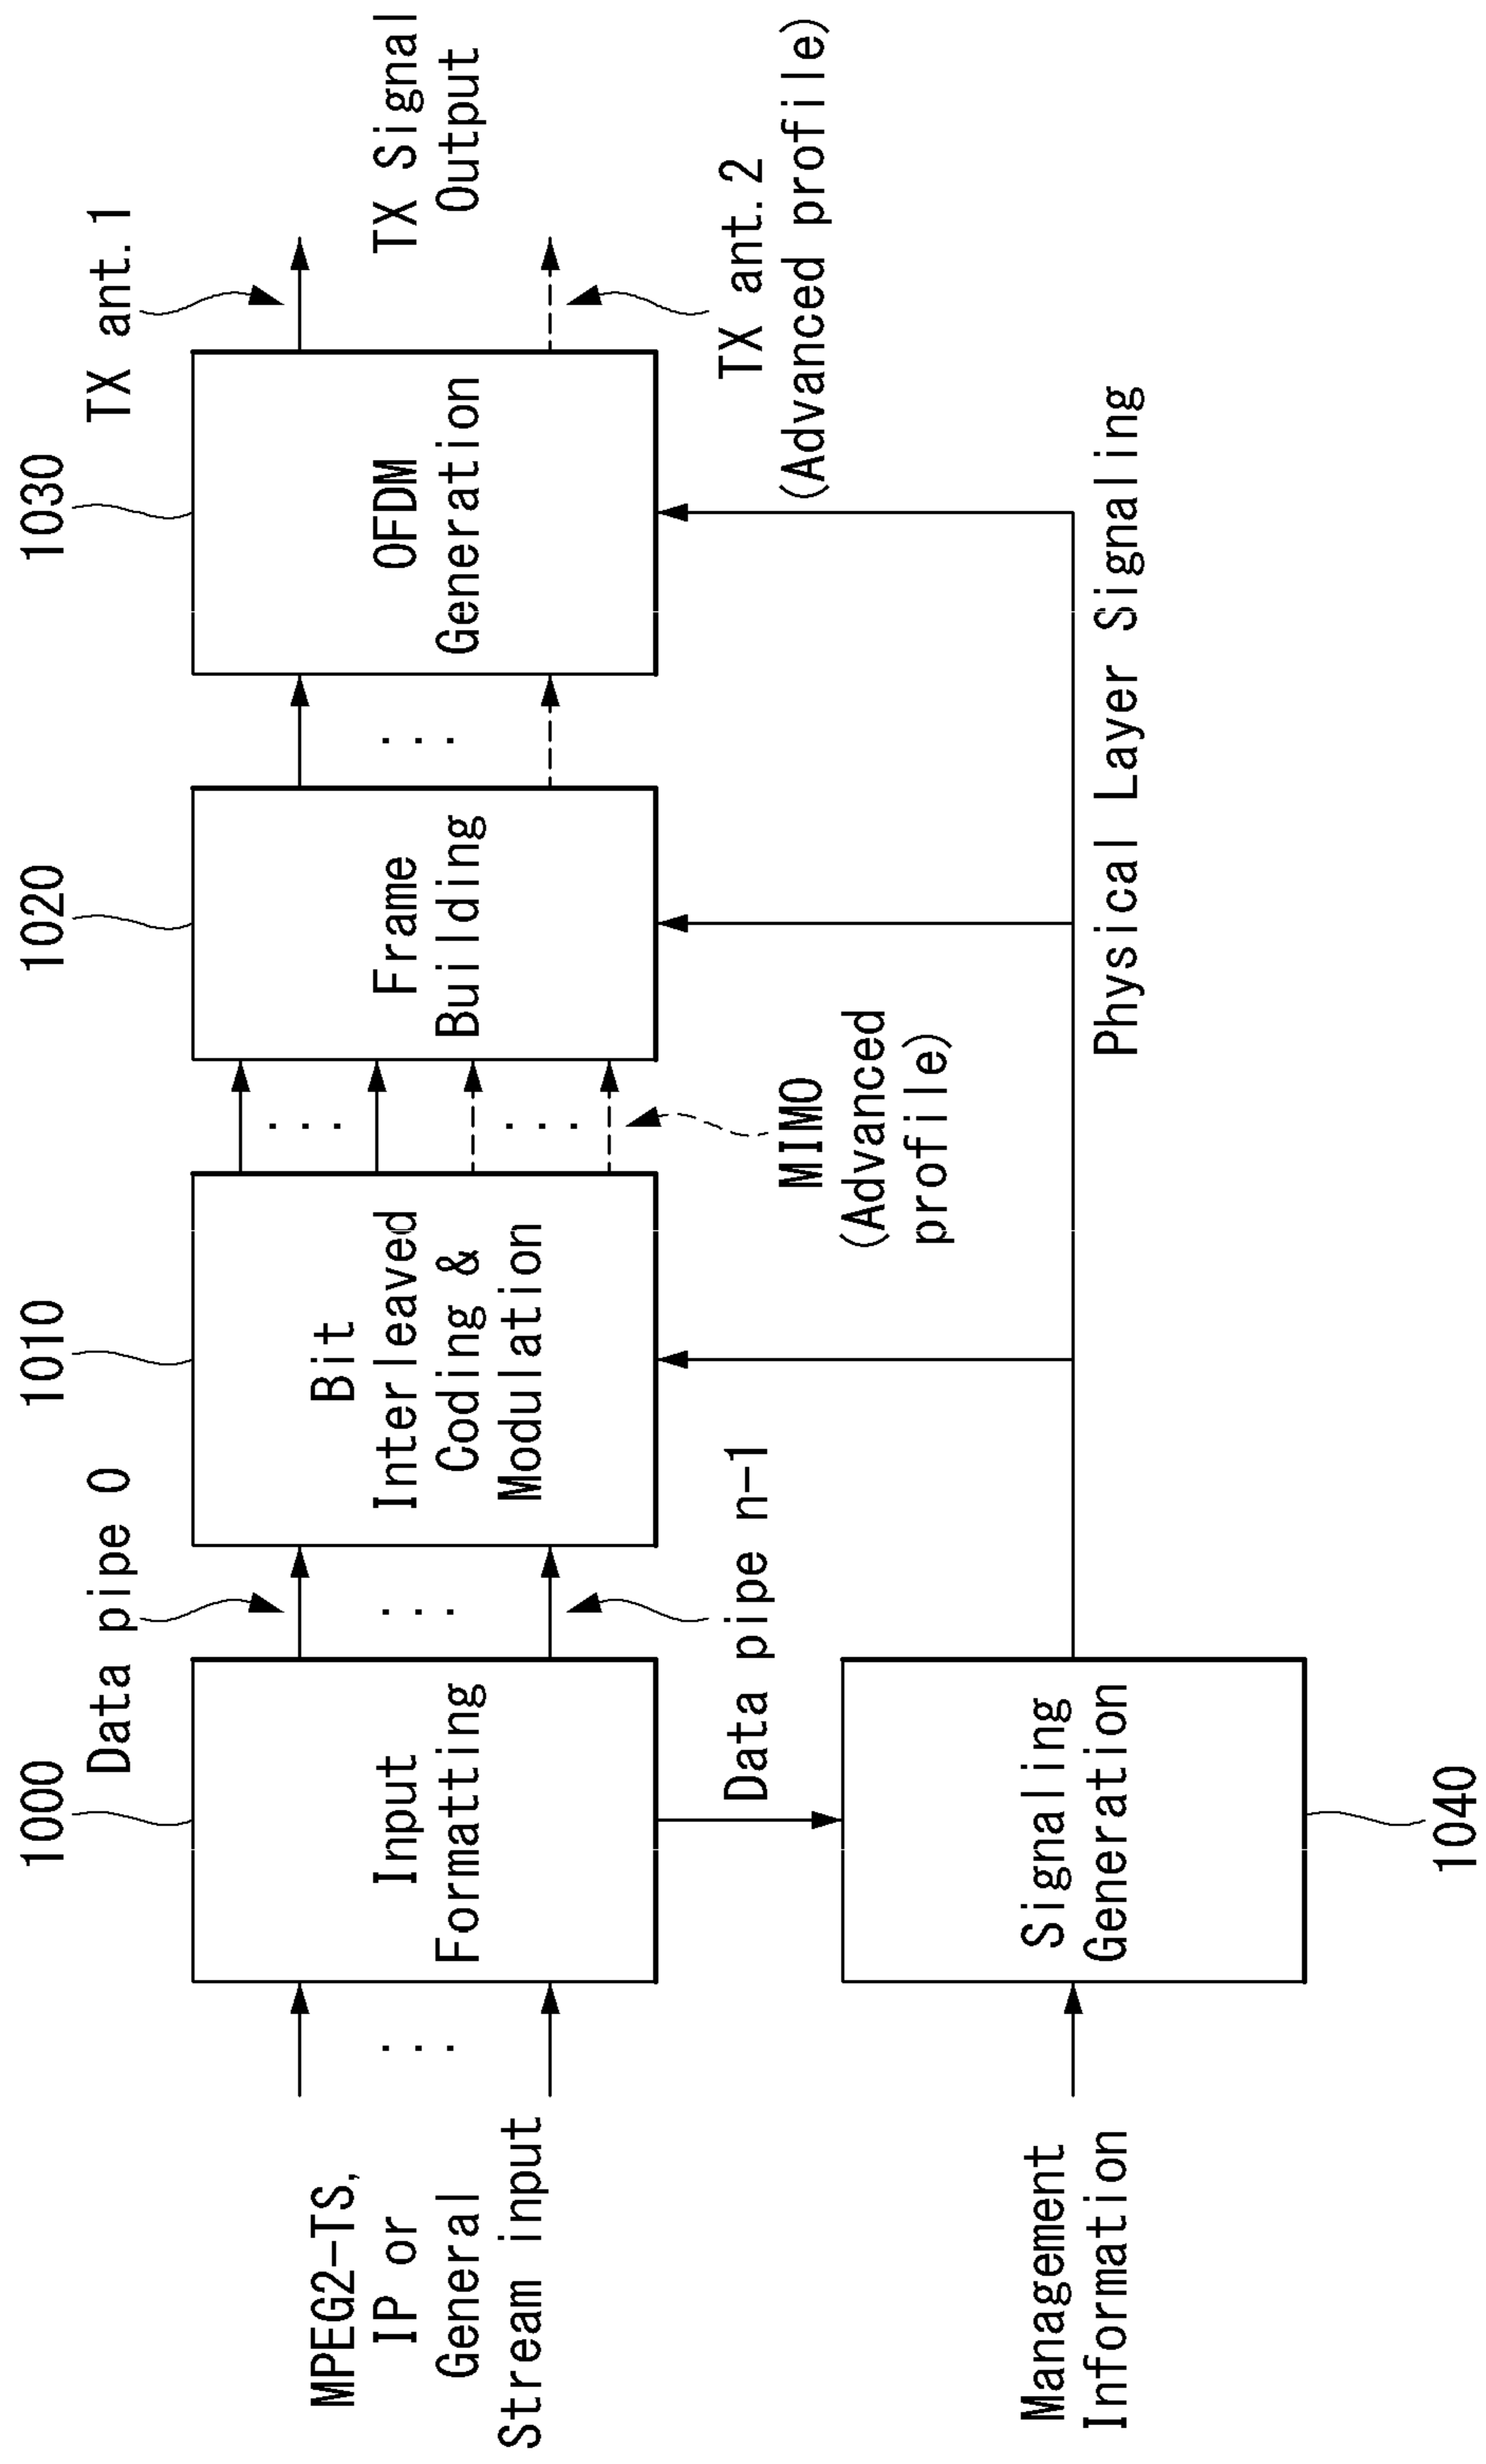 1000
1010
1020
1030
Data pipe 0
TX ant.1
MPEG2-TS,
IP or
General
Stream input
Input
Formatting
Bit
Interleaved
Coding &
Modulation
Frame
Building
OFDM
Generation
TX Signal
Output
Data pipe n-1
MIMO
(Advanced
profile)
TX ant.2
(Advanced profile)
Management
Information
Signaling
Generation
Physical Layer Signaling
1040